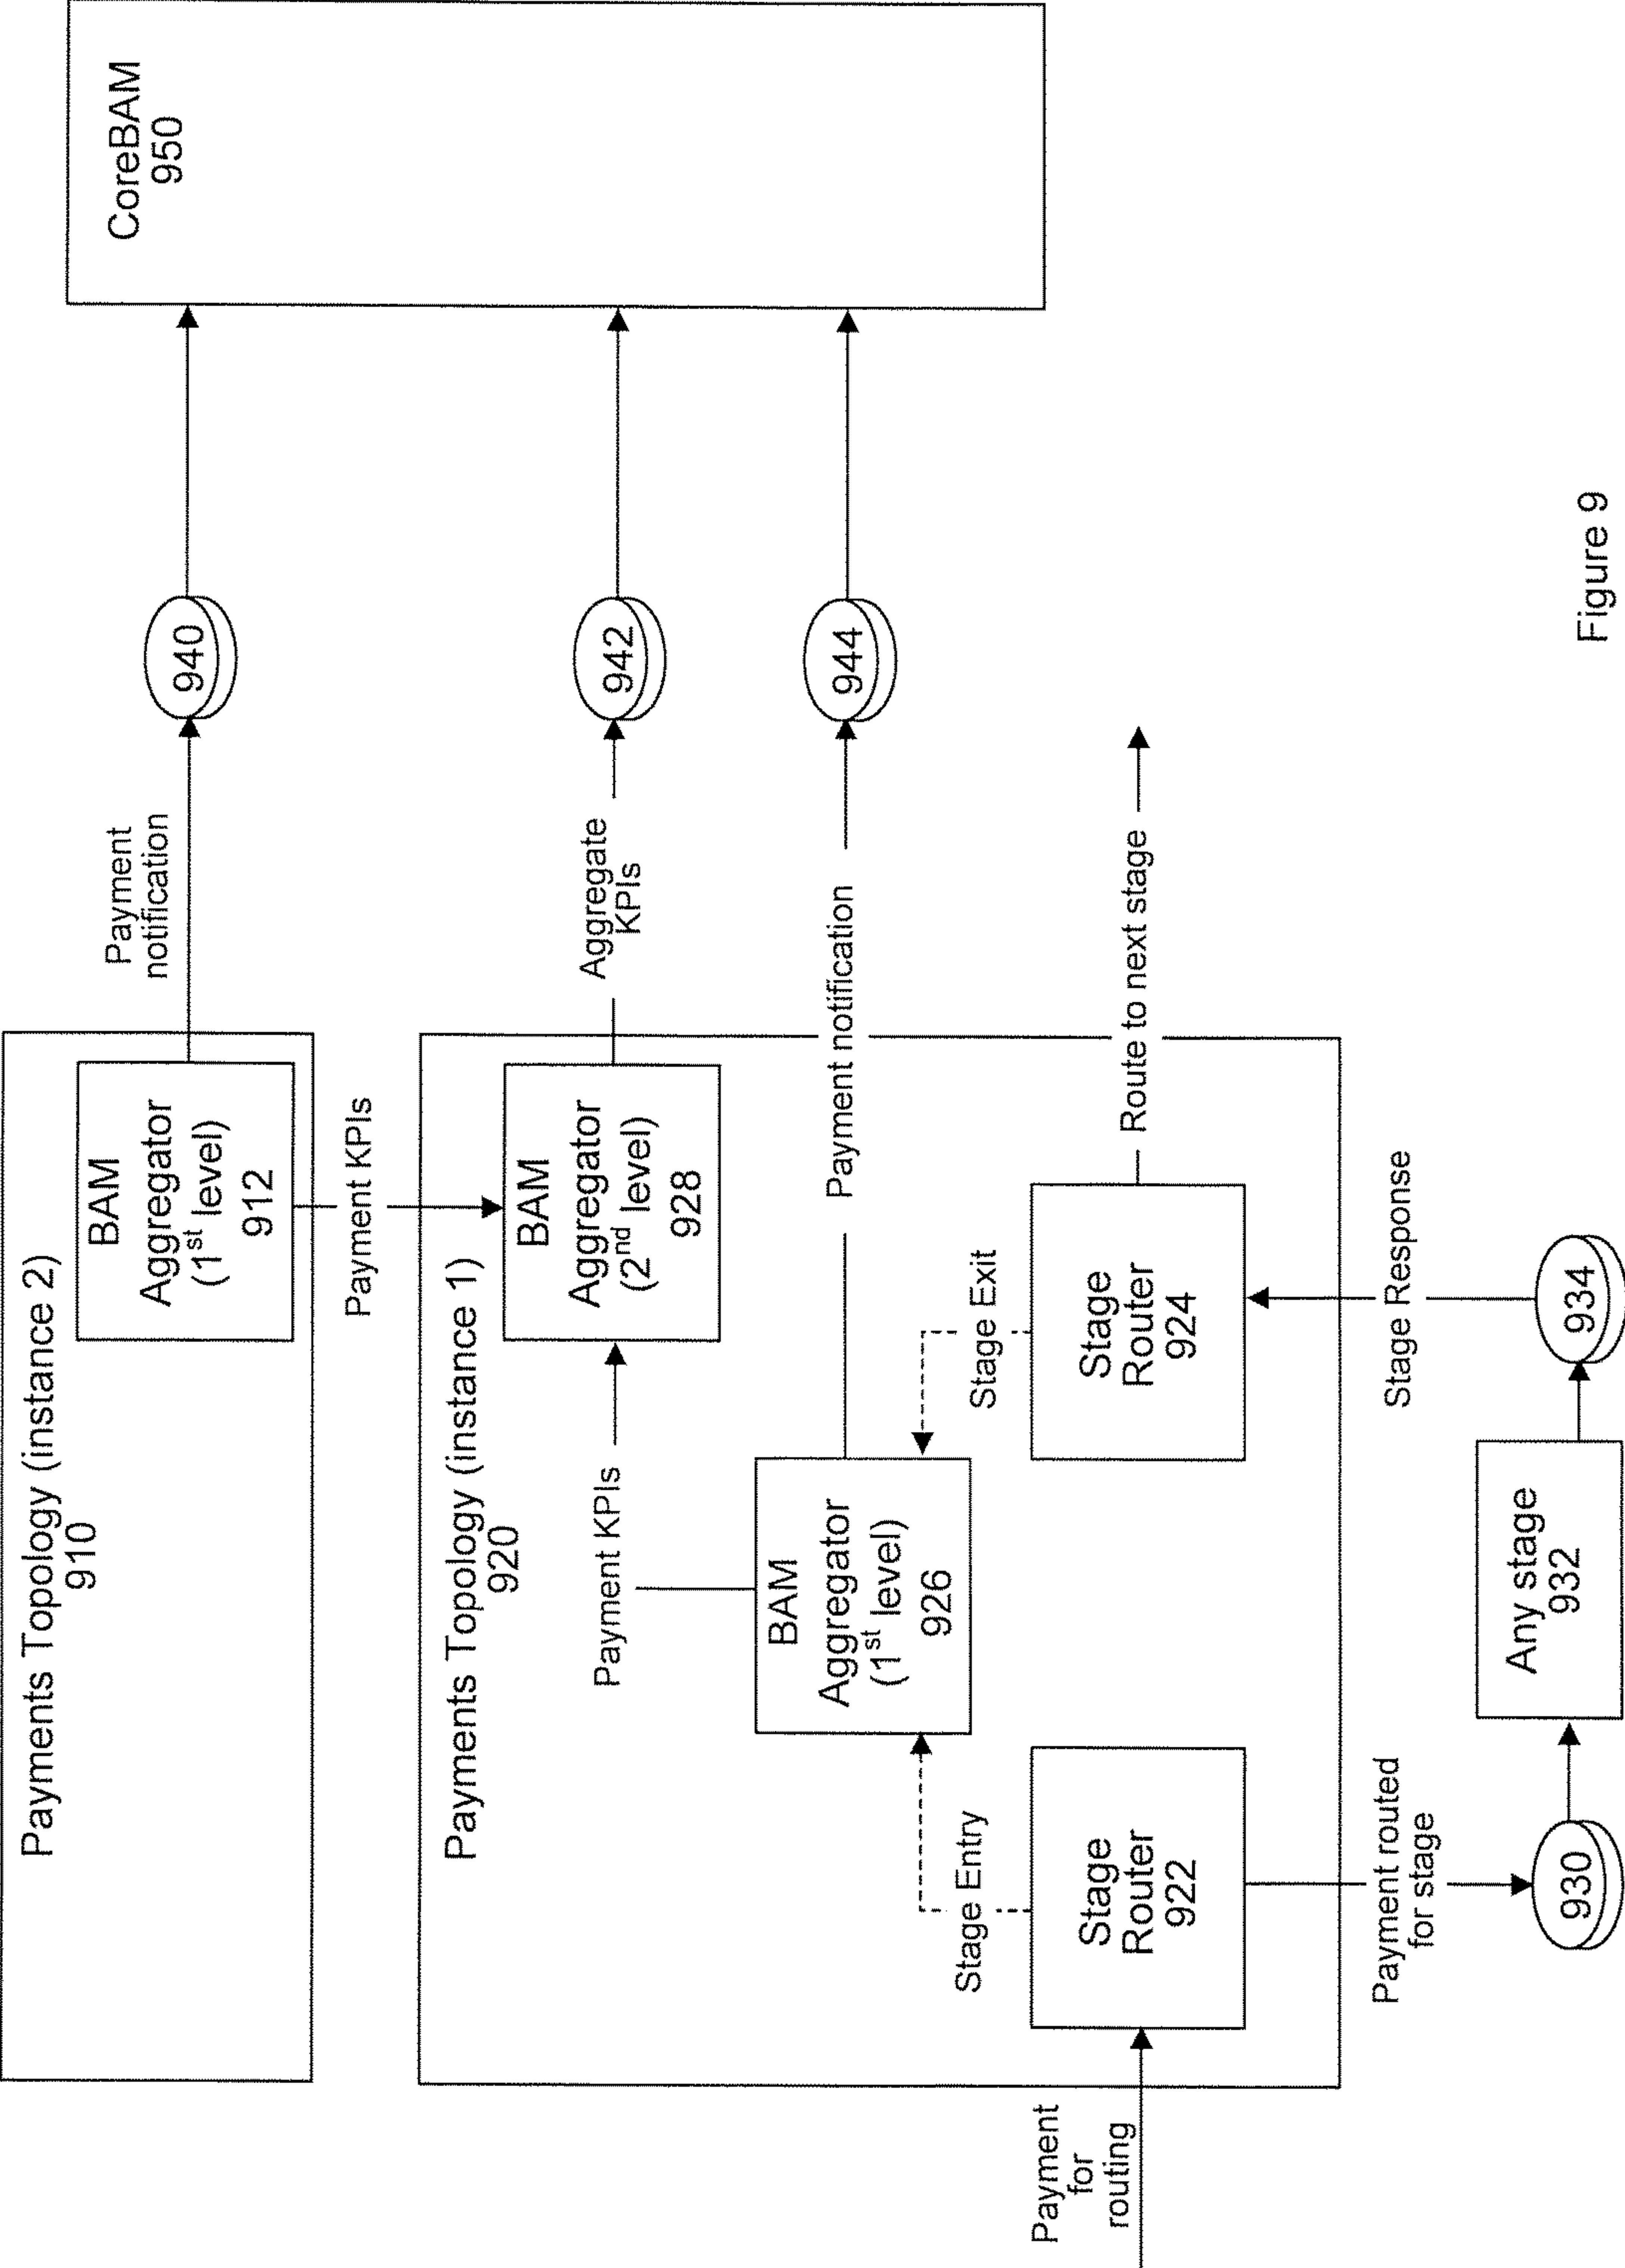 Payments Topology (instance 2)
910
BAM
Aggregator
(1st level)
912
Payment
notification
940
CoreBAM
950
Payment KPIs
Payments Topology (instance 1)
920
BAM
Aggregator
(2nd level)
928
Aggregate
KPIs
942
Payment KPIs
BAM
Aggregator
(1st level)
926
Payment notification
944
Stage Entry
Stage Exit
Payment
for
routing
Stage
Router
922
Stage
Router
924
Route to next stage
Payment routed
for stage
Stage Response
930
Any stage
932
934
Figure 9